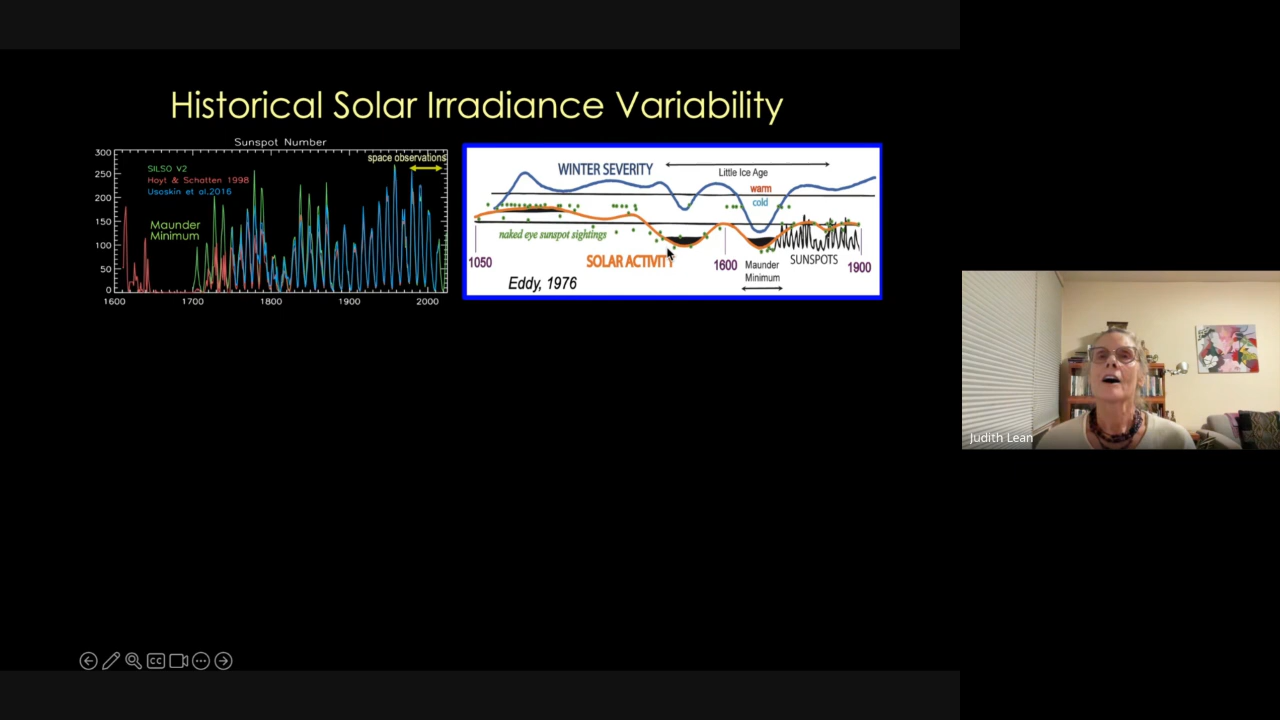 Historical Solar Irradiance Variability
Sunspot Number
space observations
300
250
200
150
100
50
0
SILSO V2
Hoyt & Schatten 1998
Usoskin et al.2016
Maunder
Minimum
1600
1700
1800
1900
2000
WINTER SEVERITY
Little Ice Age
warm
cold
naked eye sunspot sightings
1050
SOLAR ACTIVITY
1600
Maunder
Minimum
SUNSPOTS
1900
Eddy, 1976
Judith Lean
CC